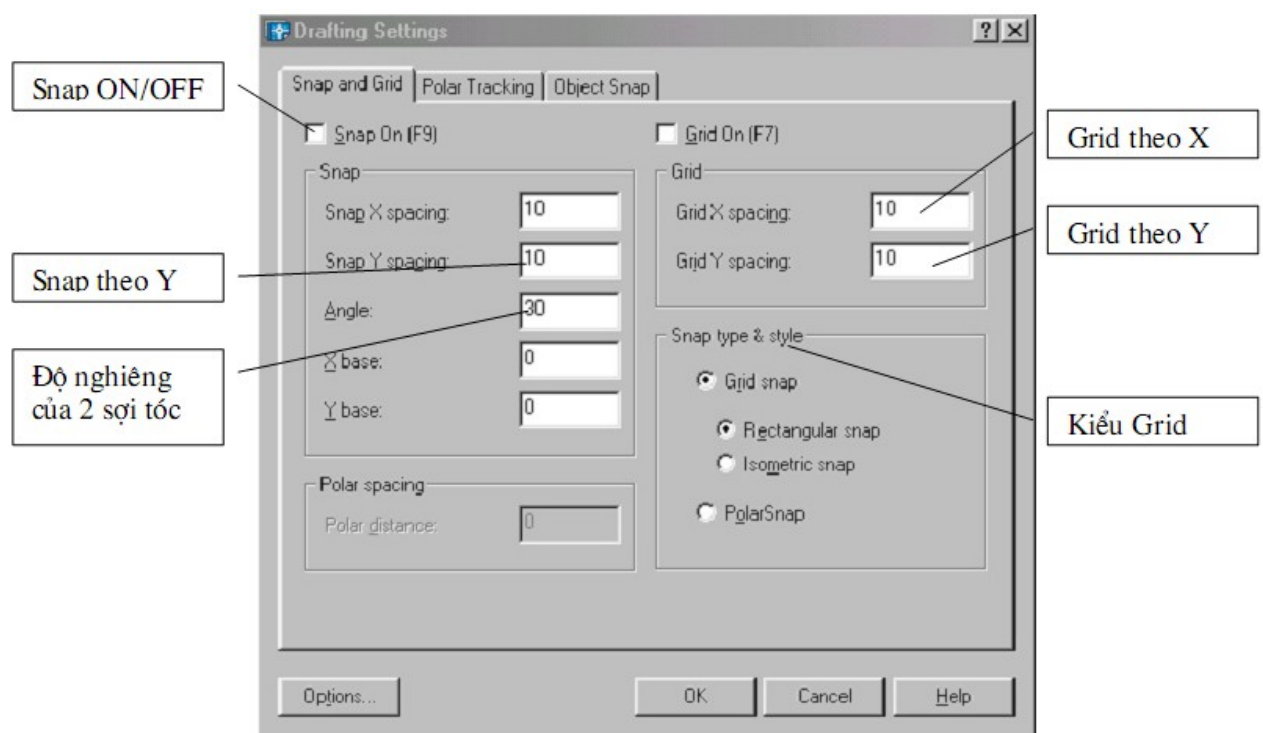 Drafting Settings
Snap and Grid
Polar Tracking
Object Snap
Snap ON/OFF
Snap On (F9)
Grid On (F7)
Grid theo X
Snap
Snap X spacing: 10
Snap Y spacing: 10
Angle: 30
X base: 0
Y base: 0
Grid
Grid X spacing: 10
Grid Y spacing: 10
Grid theo Y
Snap theo Y
Độ nghiêng
của 2 sợi tóc
Snap type & style
Grid snap
Rectangular snap
Isometric snap
PolarSnap
Kiểu Grid
Polar spacing
Polar distance: 0
Options...
OK
Cancel
Help